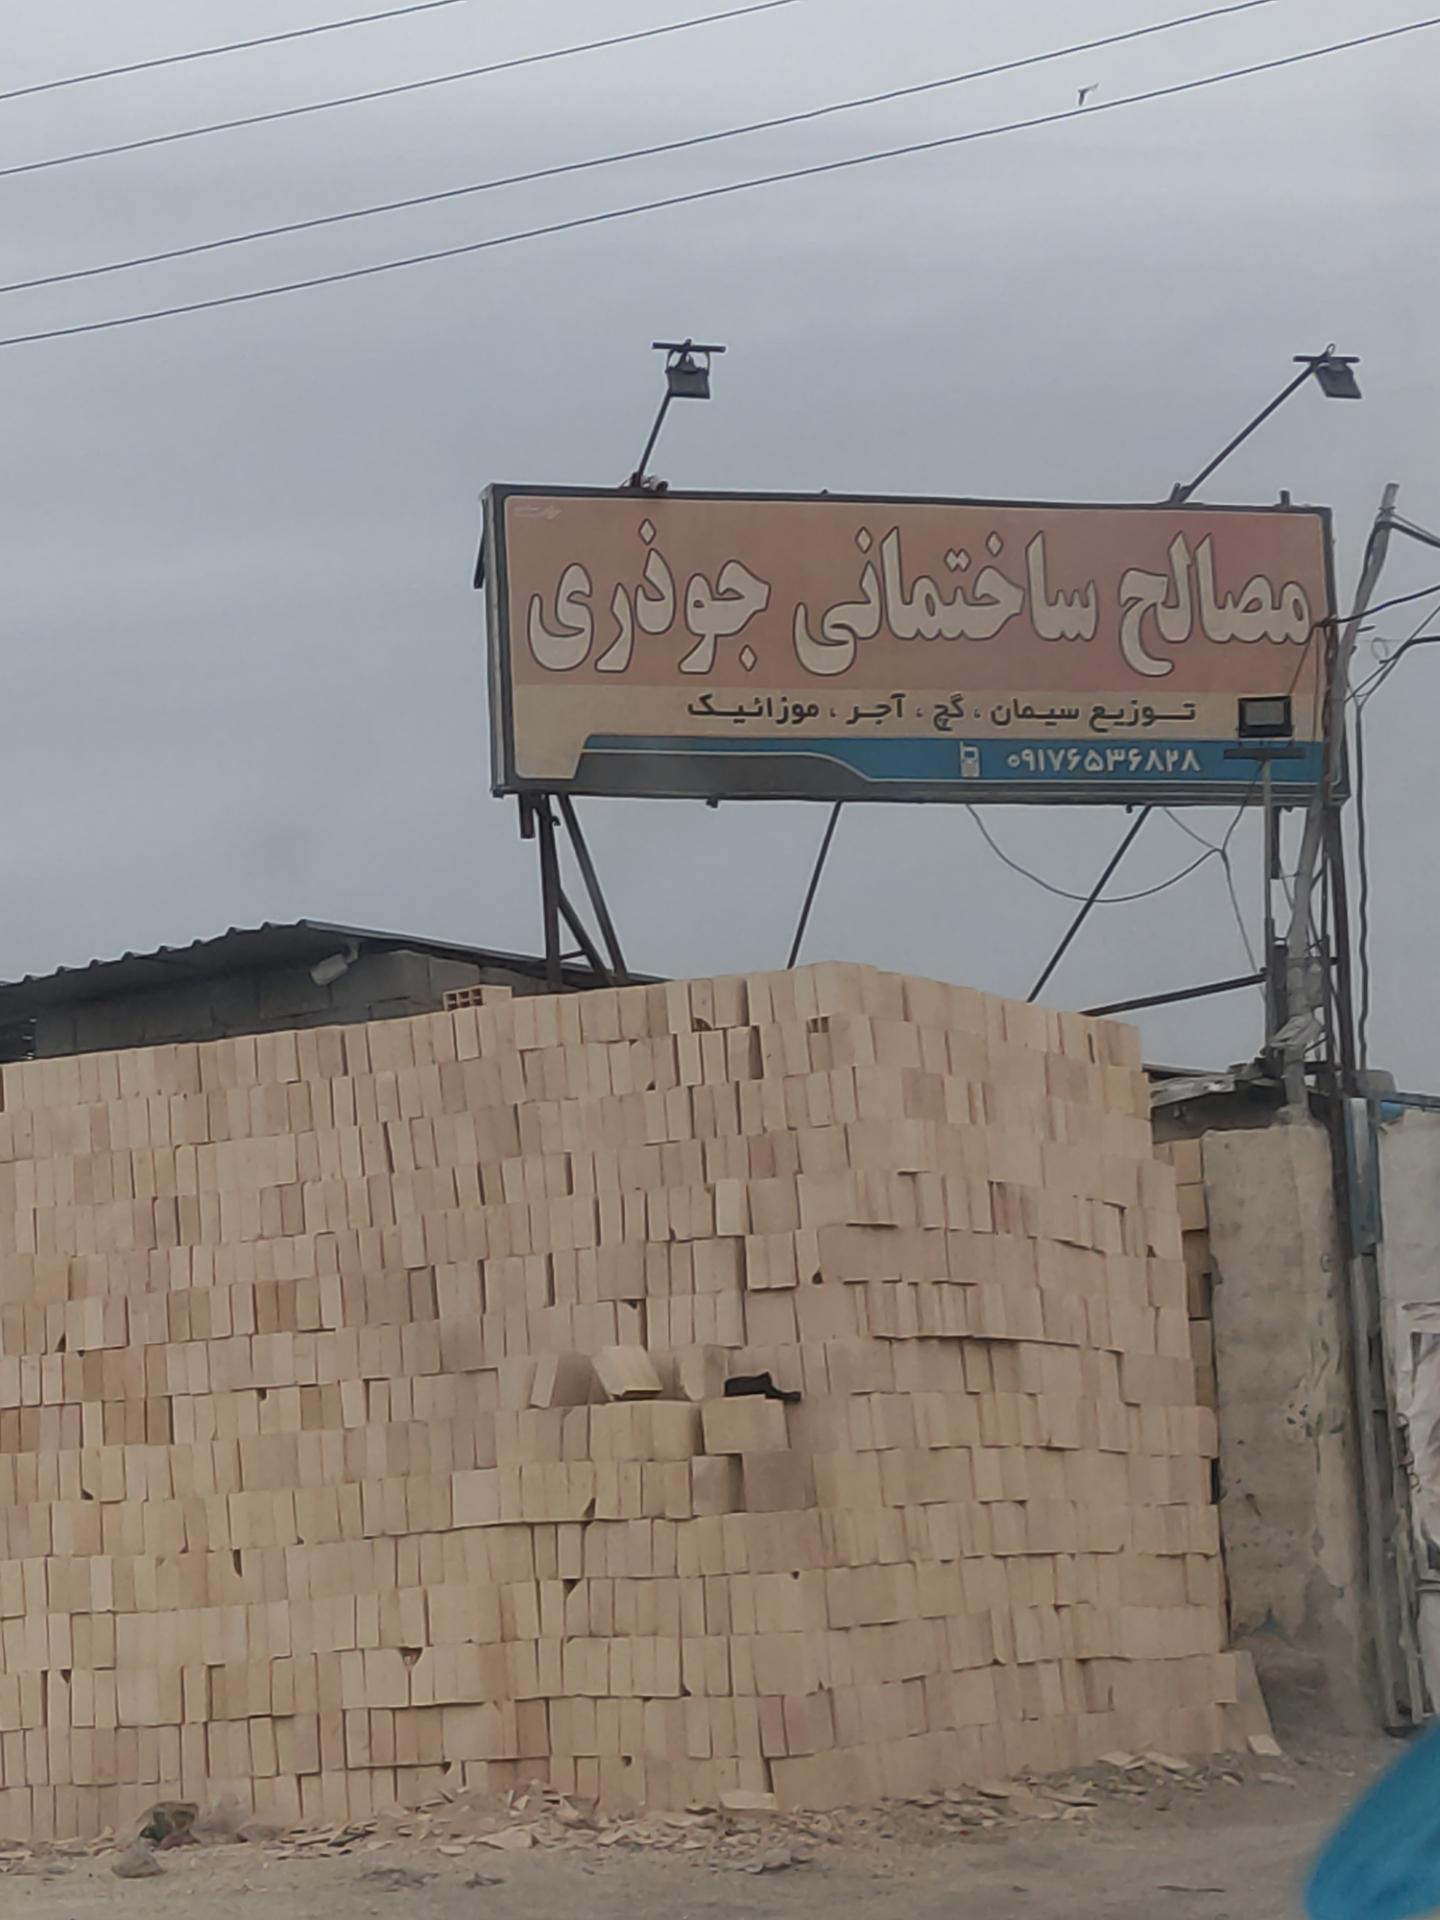 مصالح ساختمانی جوذری
توزیع سیمان ، گچ ، آجر ، موزائیک
۰۹۱۷۶۵۳۶۸۲۸